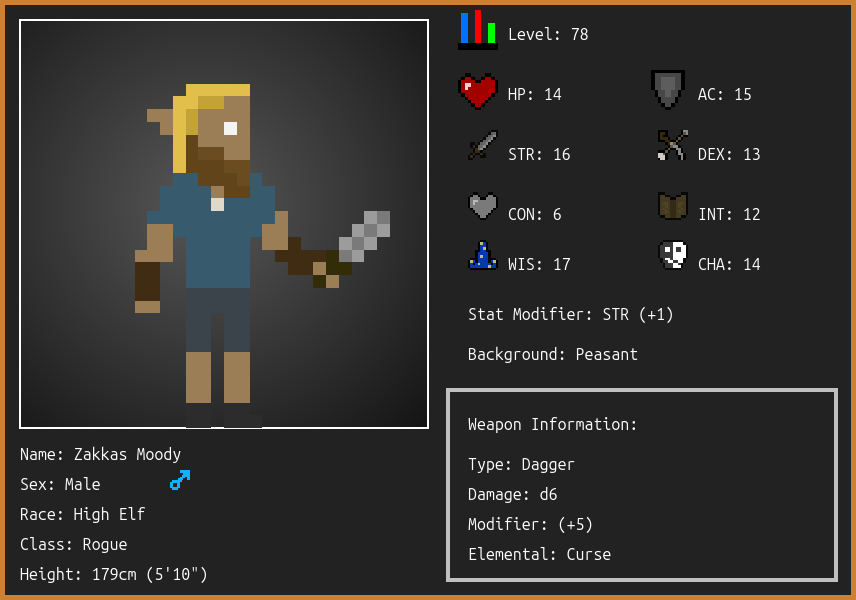 Level: 78
HP: 14 AC: 15
STR: 16 DEX: 13
CON: 6 INT: 12
WIS: 17 CHA: 14
Stat Modifier: STR (+1)
Background: Peasant
Weapon Information:
Type: Dagger
Damage: d6
Modifier: (+5)
Elemental: Curse
Name: Zakkas Moody
Sex: Male
Race: High Elf
Class: Rogue
Height: 179cm (5'10")